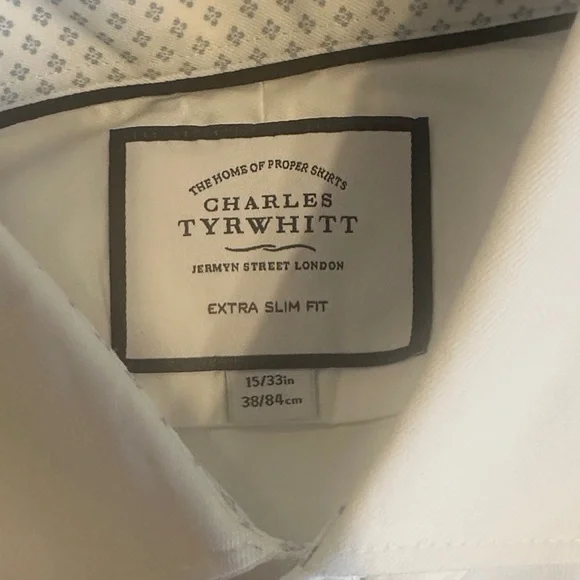 THE HOME OF PROPER SHIRTS
CHARLES
TYRWHITT
JERMYN STREET LONDON
EXTRA SLIM FIT
15/33in
38/84cm